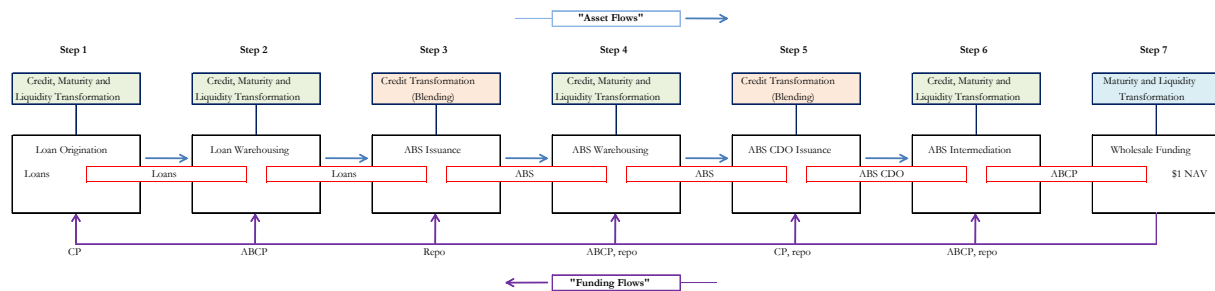 "Asset Flows"
Step 1 Step 2 Step 3 Step 4 Step 5 Step 6 Step 7
Credit, Maturity and
Liquidity Transformation
Credit, Maturity and
Liquidity Transformation
Credit Transformation
(Blending)
Credit, Maturity and
Liquidity Transformation
Credit Transformation
(Blending)
Credit, Maturity and
Liquidity Transformation
Maturity and Liquidity
Transformation
Loan Origination Loan Warehousing ABS Issuance ABS Warehousing ABS CDO Issuance ABS Intermediation Wholesale Funding
Loans Loans Loans ABS ABS ABS CDO ABCP $1 NAV
CP ABCP Repo ABCP, repo CP, repo ABCP, repo
"Funding Flows"